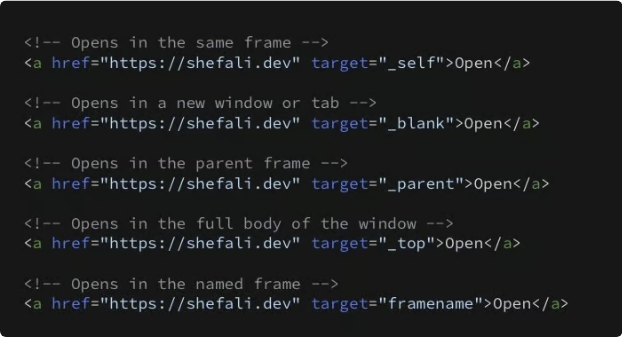 <!-- Opens in the same frame -->
<a href="https://shefali.dev" target="_self">Open</a>
<!-- Opens in a new window or tab -->
<a href="https://shefali.dev" target="_blank">Open</a>
<!-- Opens in the parent frame -->
<a href="https://shefali.dev" target="_parent">Open</a>
<!-- Opens in the full body of the window -->
<a href="https://shefali.dev" target="_top">Open</a>
<!-- Opens in the named frame -->
<a href="https://shefali.dev" target="framename">Open</a>